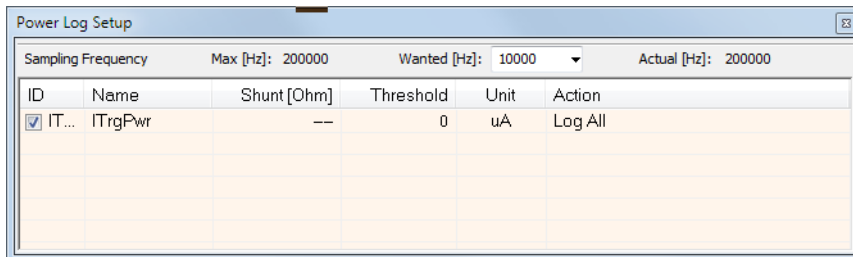 Power Log Setup
Sampling Frequency Max [Hz]: 200000 Wanted [Hz]: 10000 Actual [Hz]: 200000
ID Name Shunt [Ohm] Threshold Unit Action
IT... ITrgPwr --- 0 uA Log All